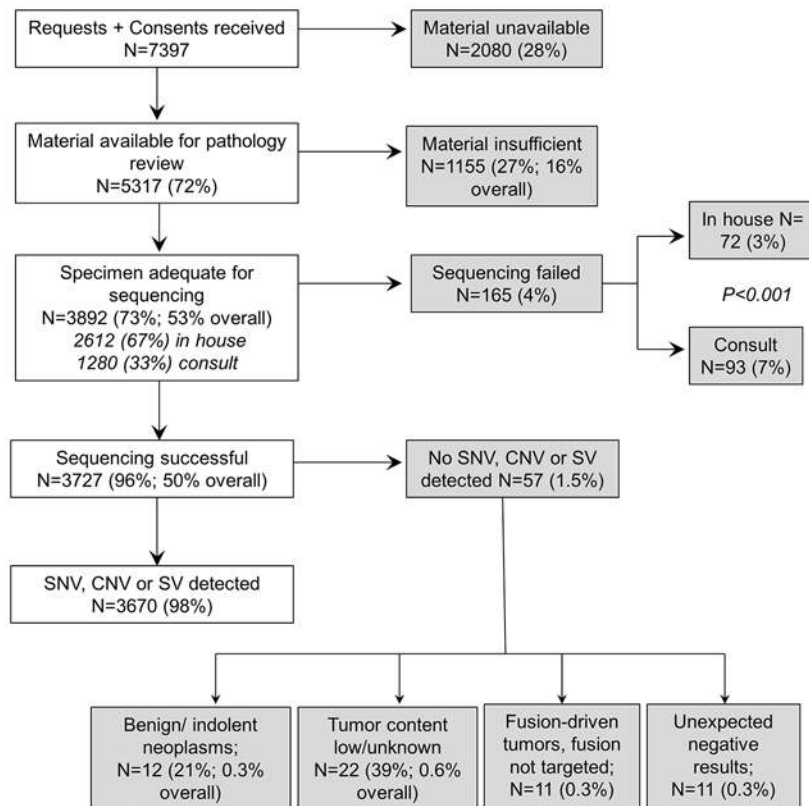 Requests + Consents received
N=7397
Material unavailable
N=2080 (28%)
Material available for pathology
review
N=5317 (72%)
Material insufficient
N=1155 (27%; 16%
overall)
In house N=
72 (3%)
Specimen adequate for
sequencing
N=3892 (73%; 53% overall)
2612 (67%) in house
1280 (33%) consult
Sequencing failed
N=165 (4%)
P<0.001
Consult
N=93 (7%)
Sequencing successful
N=3727 (96%; 50% overall)
No SNV, CNV or SV
detected N=57 (1.5%)
SNV, CNV or SV detected
N=3670 (98%)
Benign/ indolent
neoplasms;
N=12 (21%; 0.3%
overall)
Tumor content
low/unknown
N=22 (39%; 0.6%
overall)
Fusion-driven
tumors, fusion
not targeted;
N=11 (0.3%)
Unexpected
negative
results;
N=11 (0.3%)